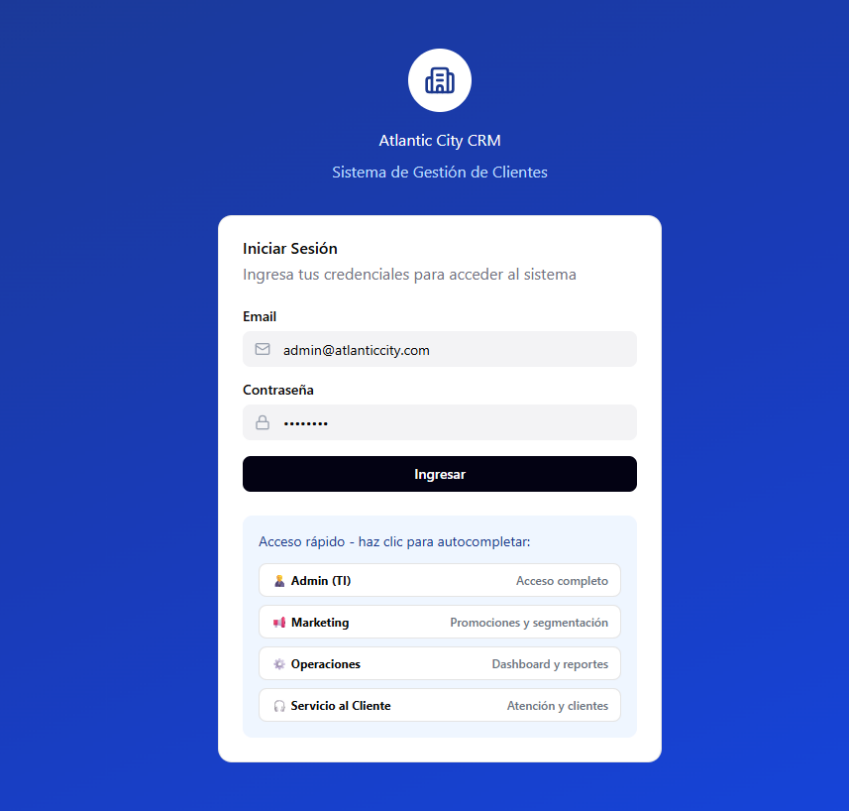 Atlantic City CRM
Sistema de Gestión de Clientes
Iniciar Sesión
Ingresa tus credenciales para acceder al sistema
Email
admin@atlanticcity.com
Contraseña
••••••••
Ingresar
Acceso rápido - haz clic para autocompletar:
Admin (TI) Acceso completo
Marketing Promociones y segmentación
Operaciones Dashboard y reportes
Servicio al Cliente Atención y clientes